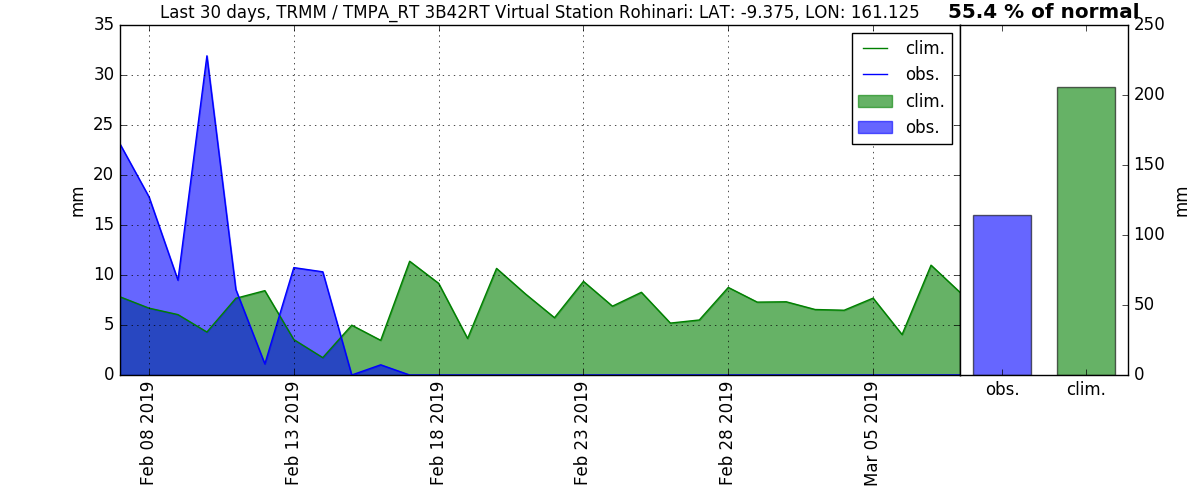 Last 30 days, TRMM / TMPA_RT 3B42RT Virtual Station Rohinari: LAT: -9.375, LON: 161.125
55.4 % of normal
35
30
25
20
15
10
5
0
mm
clim.
obs.
clim.
obs.
250
200
150
100
50
0
mm
obs.
clim.
Feb 08 2019
Feb 13 2019
Feb 18 2019
Feb 23 2019
Feb 28 2019
Mar 05 2019